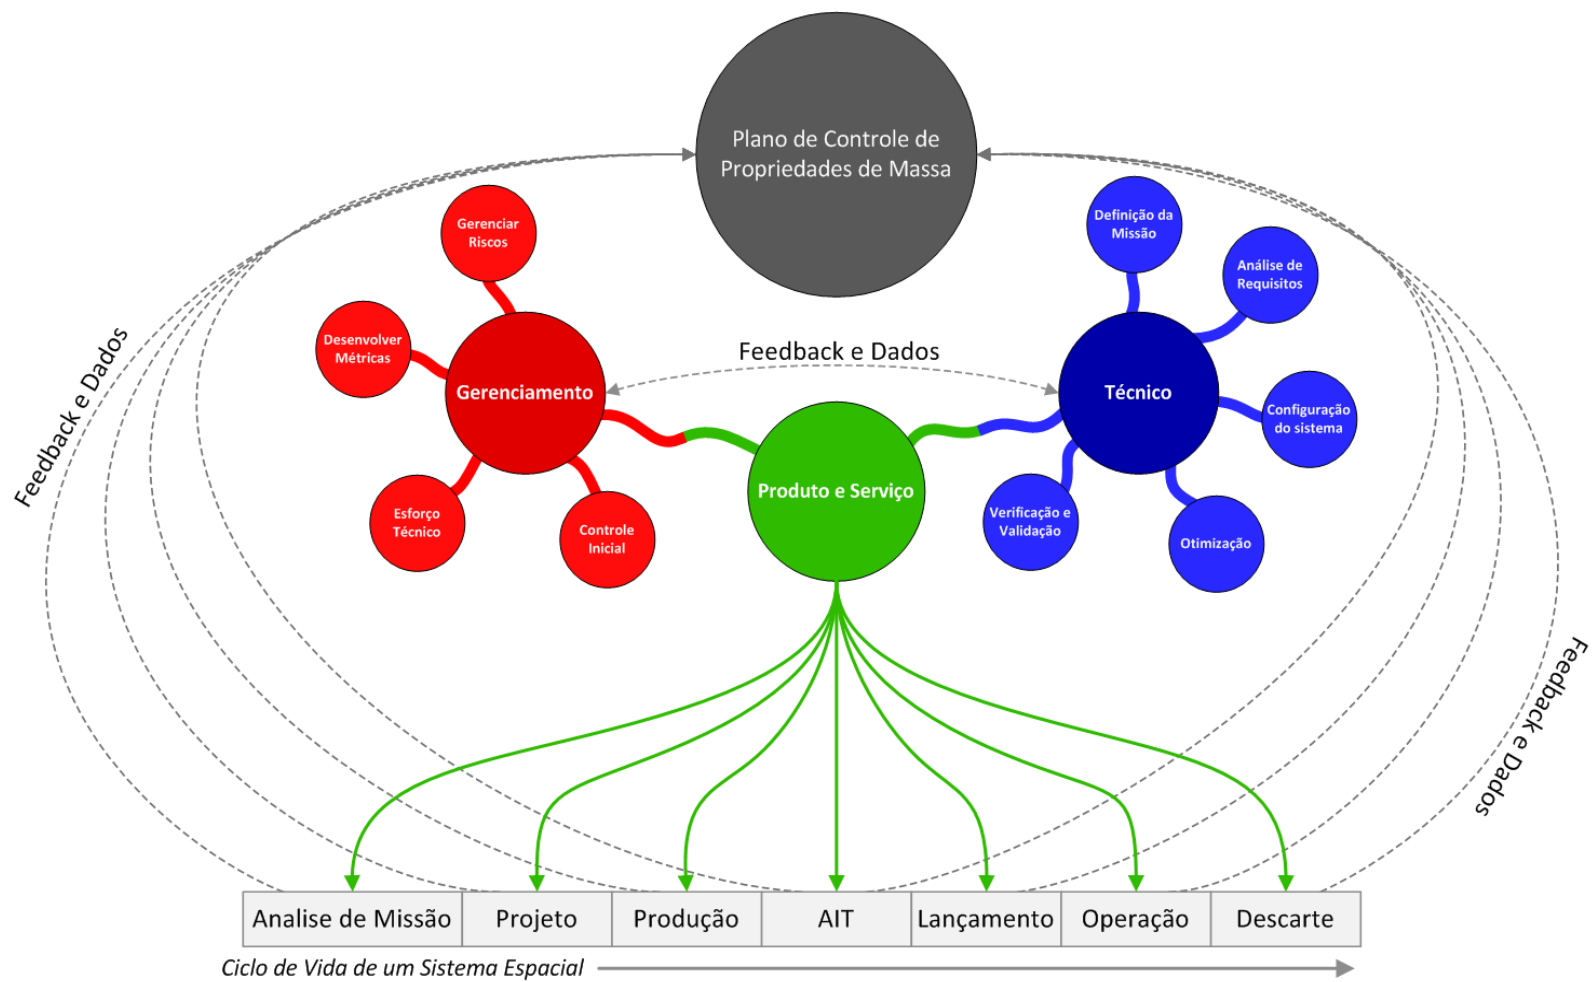 Plano de Controle de
Propriedades de Massa
Gerenciar
Riscos
Desenvolver
Métricas
Gerenciamento
Esforço
Técnico
Controle
Inicial
Feedback e Dados
Feedback e Dados
Produto e Serviço
Definição da
Missão
Análise de
Requisitos
Técnico
Configuração
do sistema
Verificação e
Validação
Otimização
Feedback e Dados
Analise de Missão
Projeto
Produção
AIT
Lançamento
Operação
Descarte
Ciclo de Vida de um Sistema Espacial